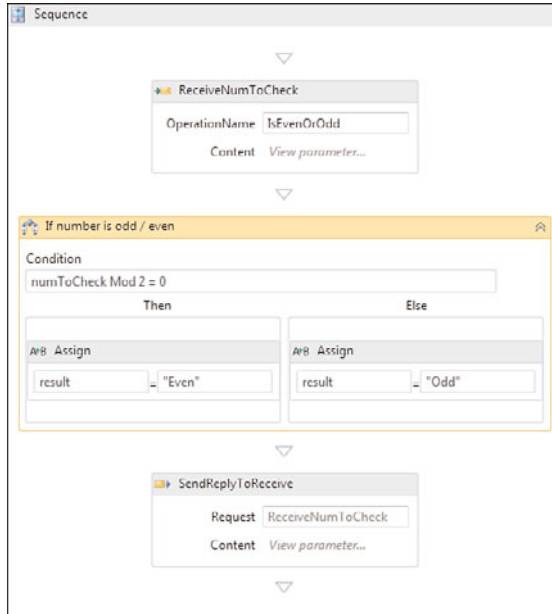 Sequence
ReceiveNumToCheck
OperationName IsEvenOrOdd
Content View parameter...
If number is odd / even
Condition
numToCheck Mod 2 = 0
Then Else
A*B Assign A*B Assign
result = "Even" result = "Odd"
SendReplyToReceive
Request ReceiveNumToCheck
Content View parameter...